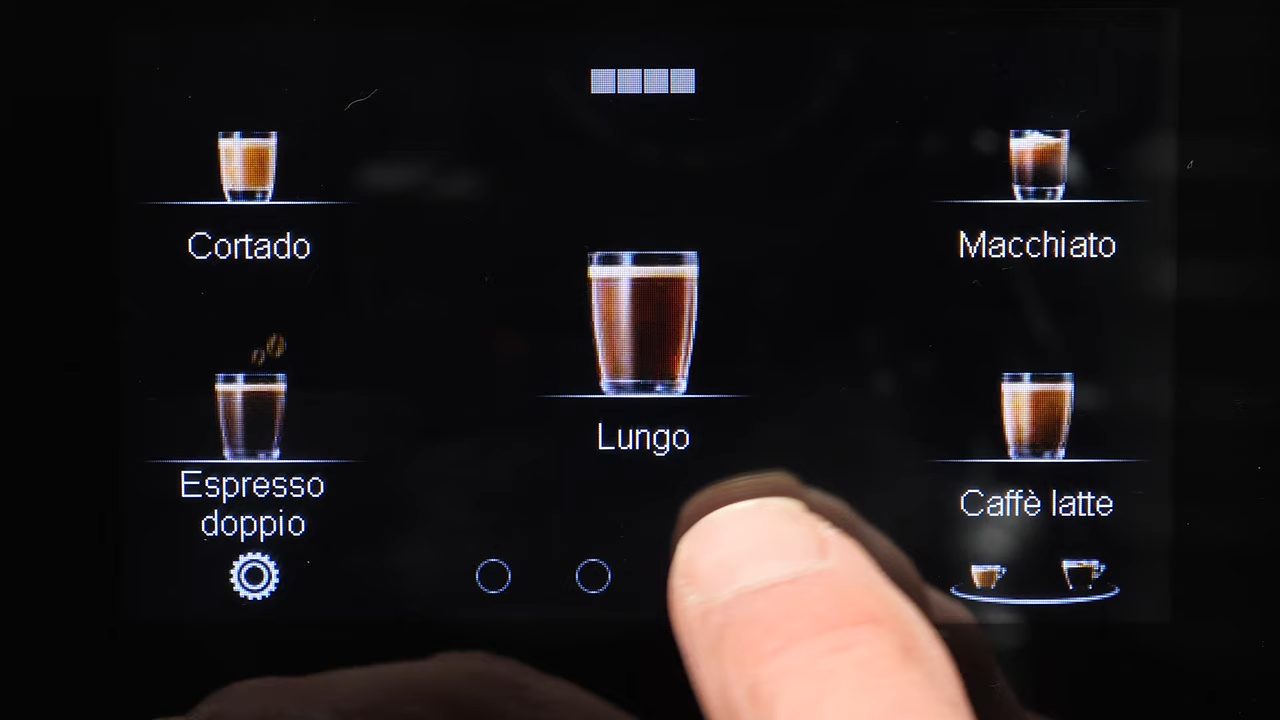 Cortado
Macchiato
Lungo
Espresso
doppio
Caffè latte